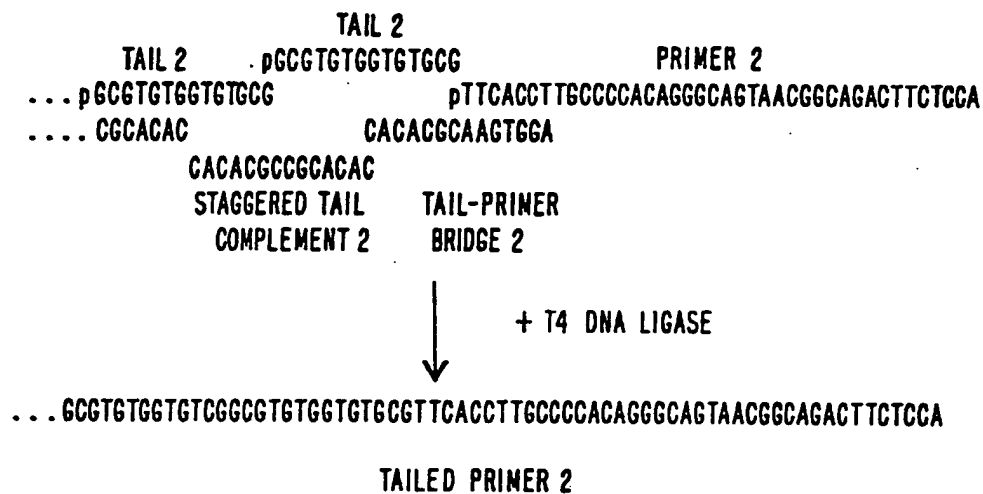 TAIL 2
TAIL 2 pGCGTGTGGTGTGCG PRIMER 2
...pGCGTGTGGTGTGCG pTTCACCTTGCCCCACAGGGCAGTAACGGCAGACTTCTCCA
....CGCACAC CACACGCAAGTGGA
CACACGCCGCACAC
STAGGERED TAIL TAIL-PRIMER
COMPLEMENT 2 BRIDGE 2
+ T4 DNA LIGASE
...GCGTGTGGTGTCGGCGTGTGGTGTGCGTTCACCTTGCCCCACAGGGCAGTAACGGCAGACTTCTCCA
TAILED PRIMER 2